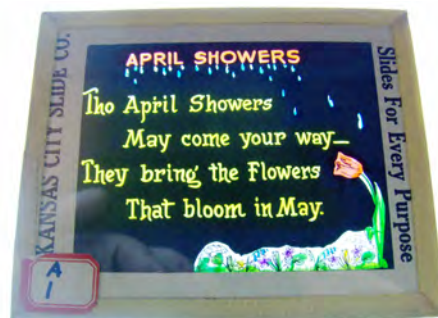 KANSAS CITY SLIDE CO.
APRIL SHOWERS
Tho April Showers
May come your way—
They bring the Flowers
That bloom in May.
Slides For Every Purpose
A
1